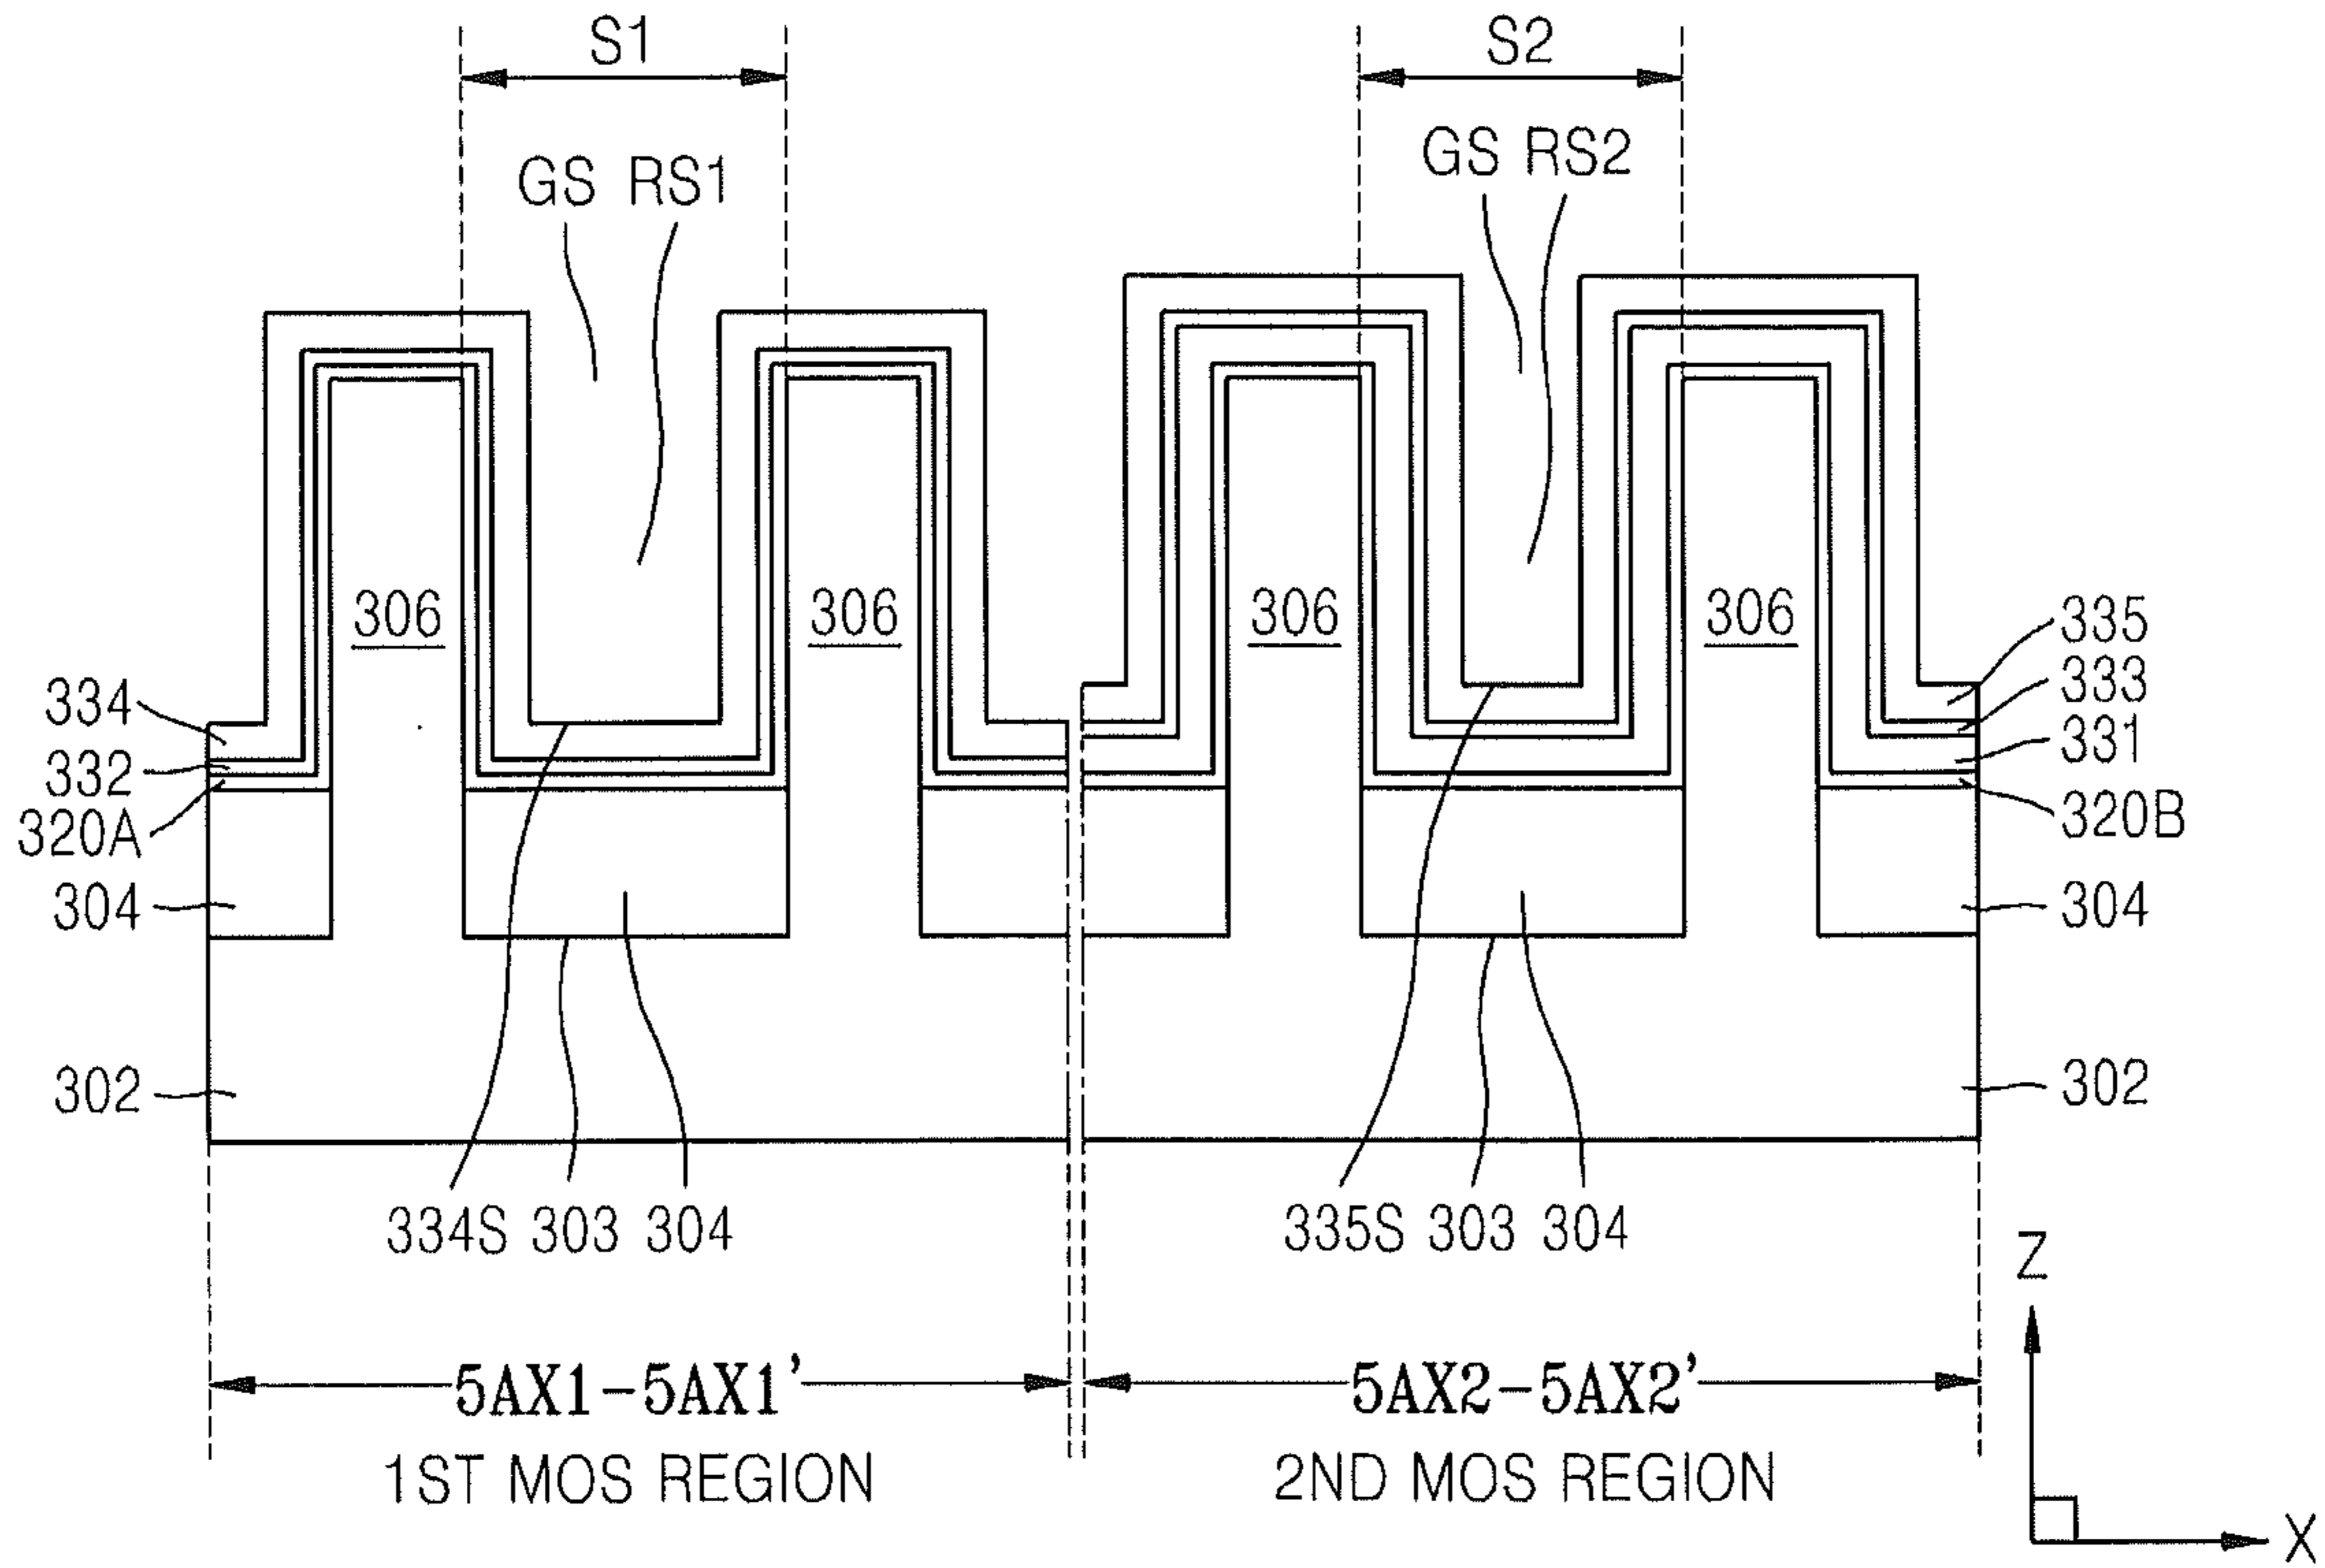 S1 S2
GS RS1 GS RS2
306 306 306 306
334 335
332 333
320A 331
304 320B
302 304
302
334S 303 304 335S 303 304
Z
5AX1-5AX1' 5AX2-5AX2'
1ST MOS REGION 2ND MOS REGION
X